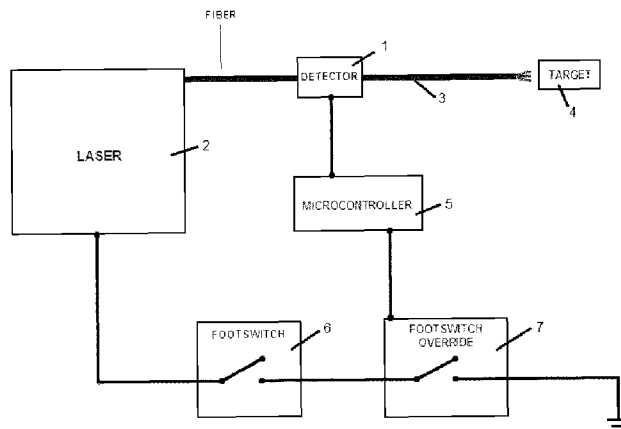 FIBER
1
DETECTOR
TARGET
3
4
LASER
2
MICROCONTROLLER
5
FOOTSWITCH
6
FOOTSWITCH
OVERRIDE
7